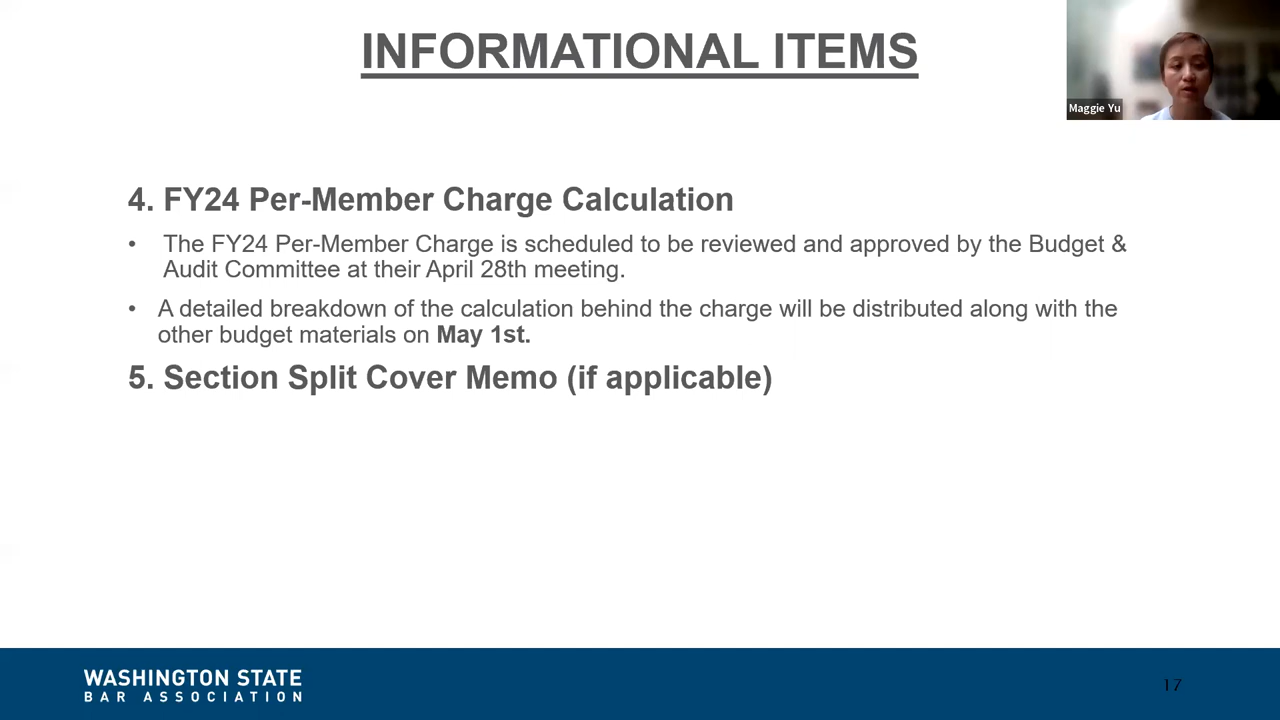 INFORMATIONAL ITEMS
Maggie Yu
4. FY24 Per-Member Charge Calculation
• The FY24 Per-Member Charge is scheduled to be reviewed and approved by the Budget &
Audit Committee at their April 28th meeting.
• A detailed breakdown of the calculation behind the charge will be distributed along with the
other budget materials on May 1st.
5. Section Split Cover Memo (if applicable)
WASHINGTON STATE
BAR ASSOCIATION
17